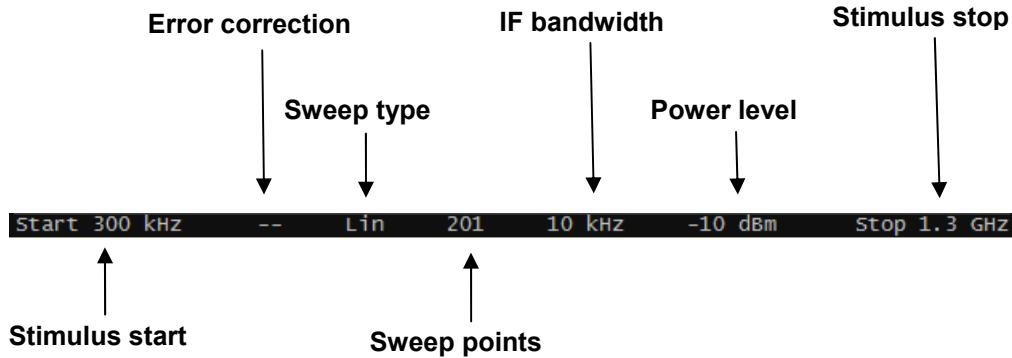 Stimulus stop
Error correction
IF bandwidth
Sweep type
Power level
Start 300 kHz -- Lin 201 10 kHz -10 dBm Stop 1.3 GHz
Stimulus start
Sweep points